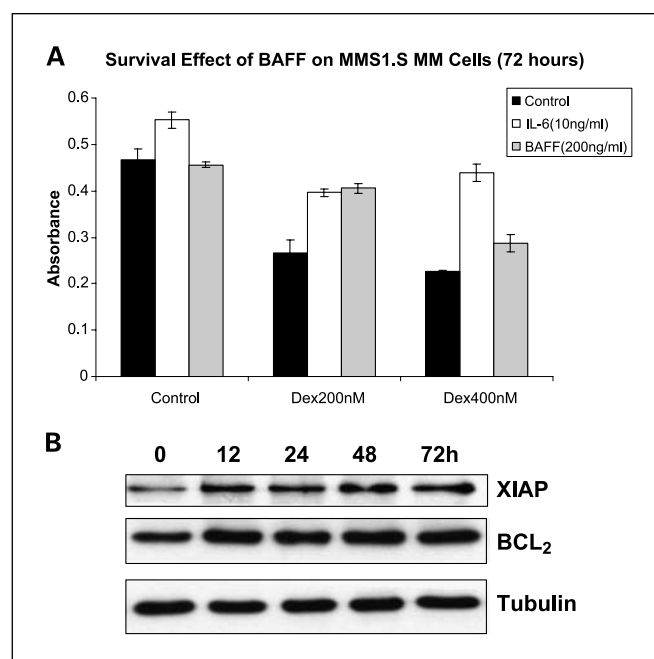 A
Survival Effect of BAFF on MMS1.S MM Cells (72 hours)
Absorbance
0.6
0.5
0.4
0.3
0.2
0.1
0
Control
IL-6(10ng/ml)
BAFF(200ng/ml)
Control Dex200nM Dex400nM
B
0 12 24 48 72h
XIAP
BCL₂
Tubulin